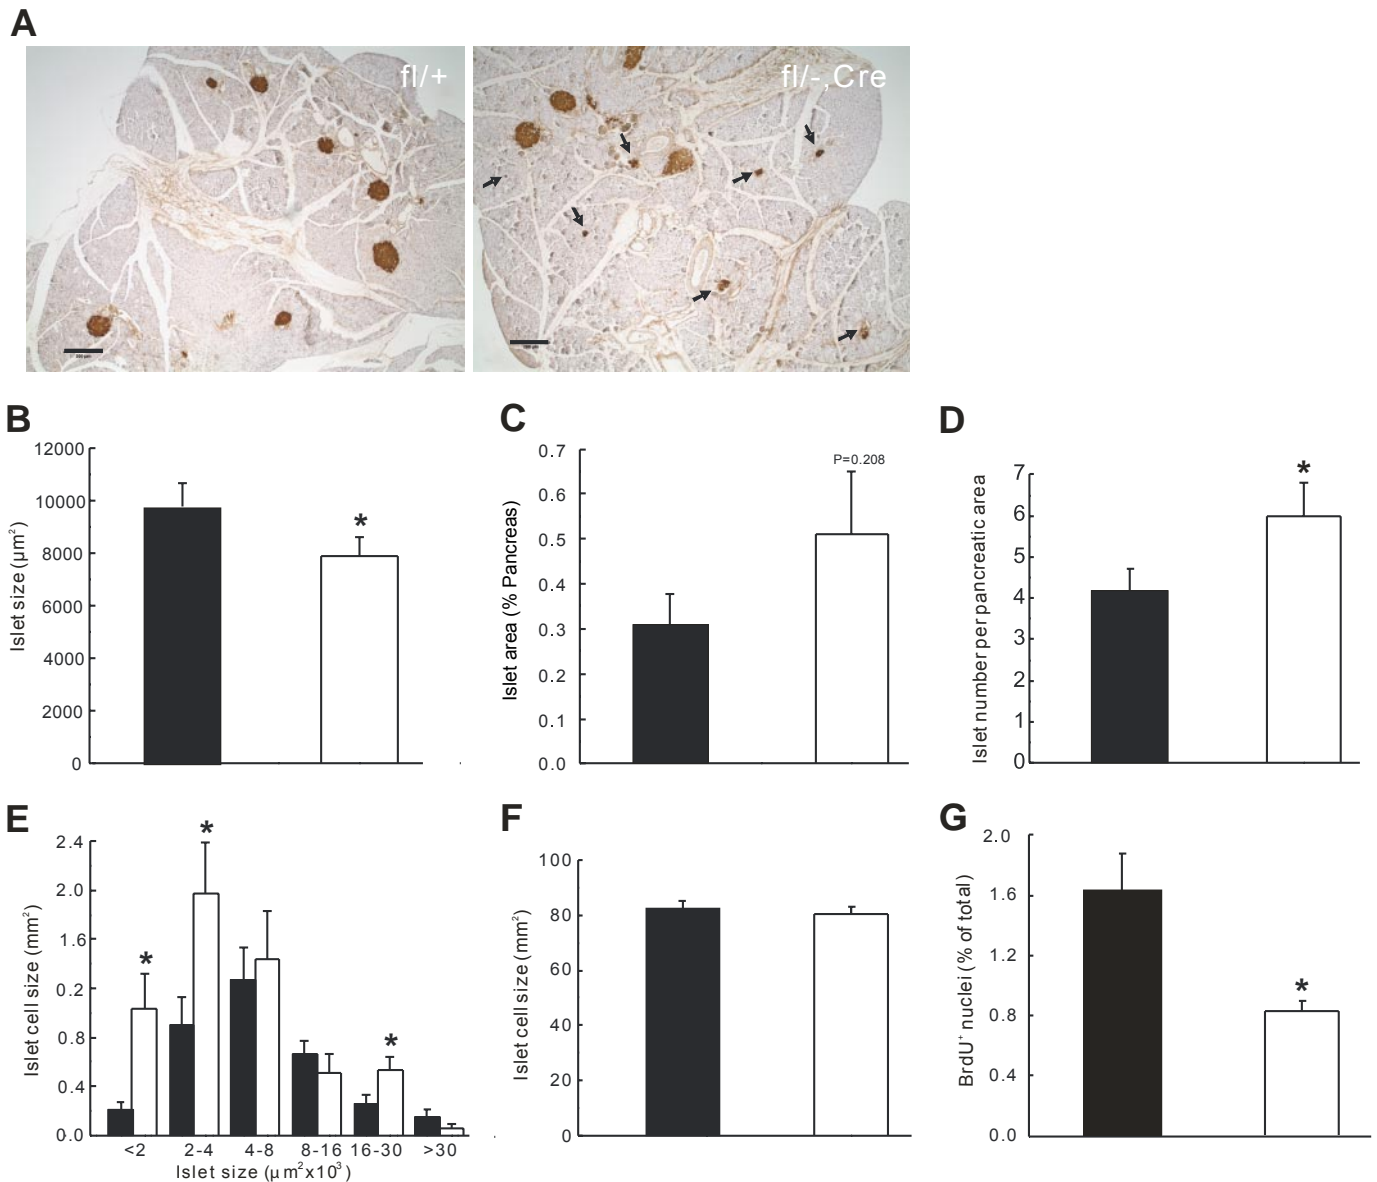 A
fl/+
fl/-,Cre
B
Islet size (µm²)
12000
10000
8000
6000
4000
2000
0
*
C
Islet area (% Pancreas)
0.7
0.6
0.5
0.4
0.3
0.2
0.1
0.0
P=0.208
D
Islet number per pancreatic area
7
6
5
4
3
2
1
0
*
E
Islet cell size (mm²)
2.4
2.0
1.6
0.2
0.8
0.4
0.0
*
*
*
<2 2-4 4-8 8-16 16-30 >30
Islet size (µm²x10³)
F
Islet cell size (mm²)
100
80
60
40
20
0
G
BrdU⁺ nuclei (% of total)
2.0
1.6
1.2
0.8
0.4
0.0
*